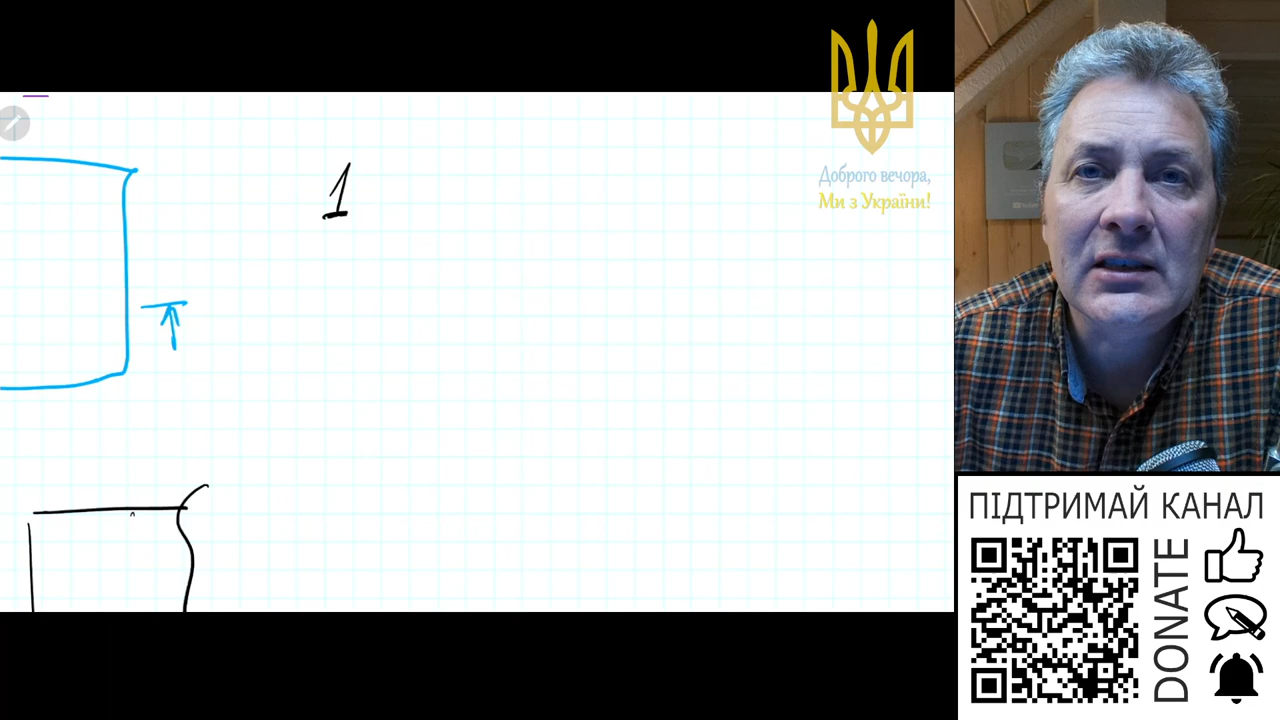 1
Доброго вечора,
Ми з України!
ПІДТРИМАЙ КАНАЛ
DONATE